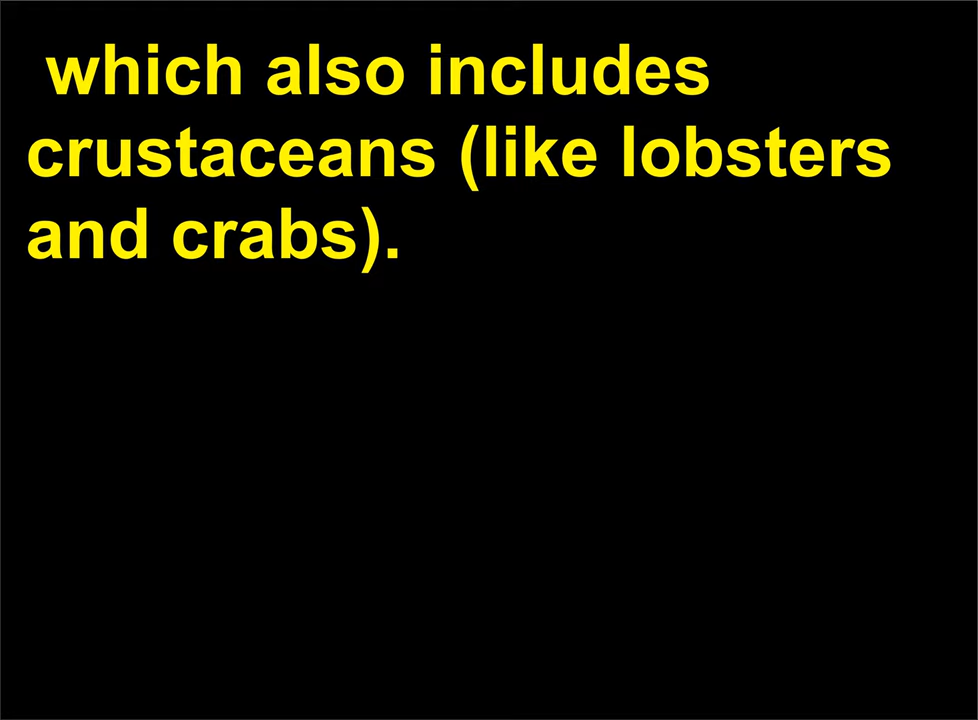 which also includes
crustaceans (like lobsters
and crabs).